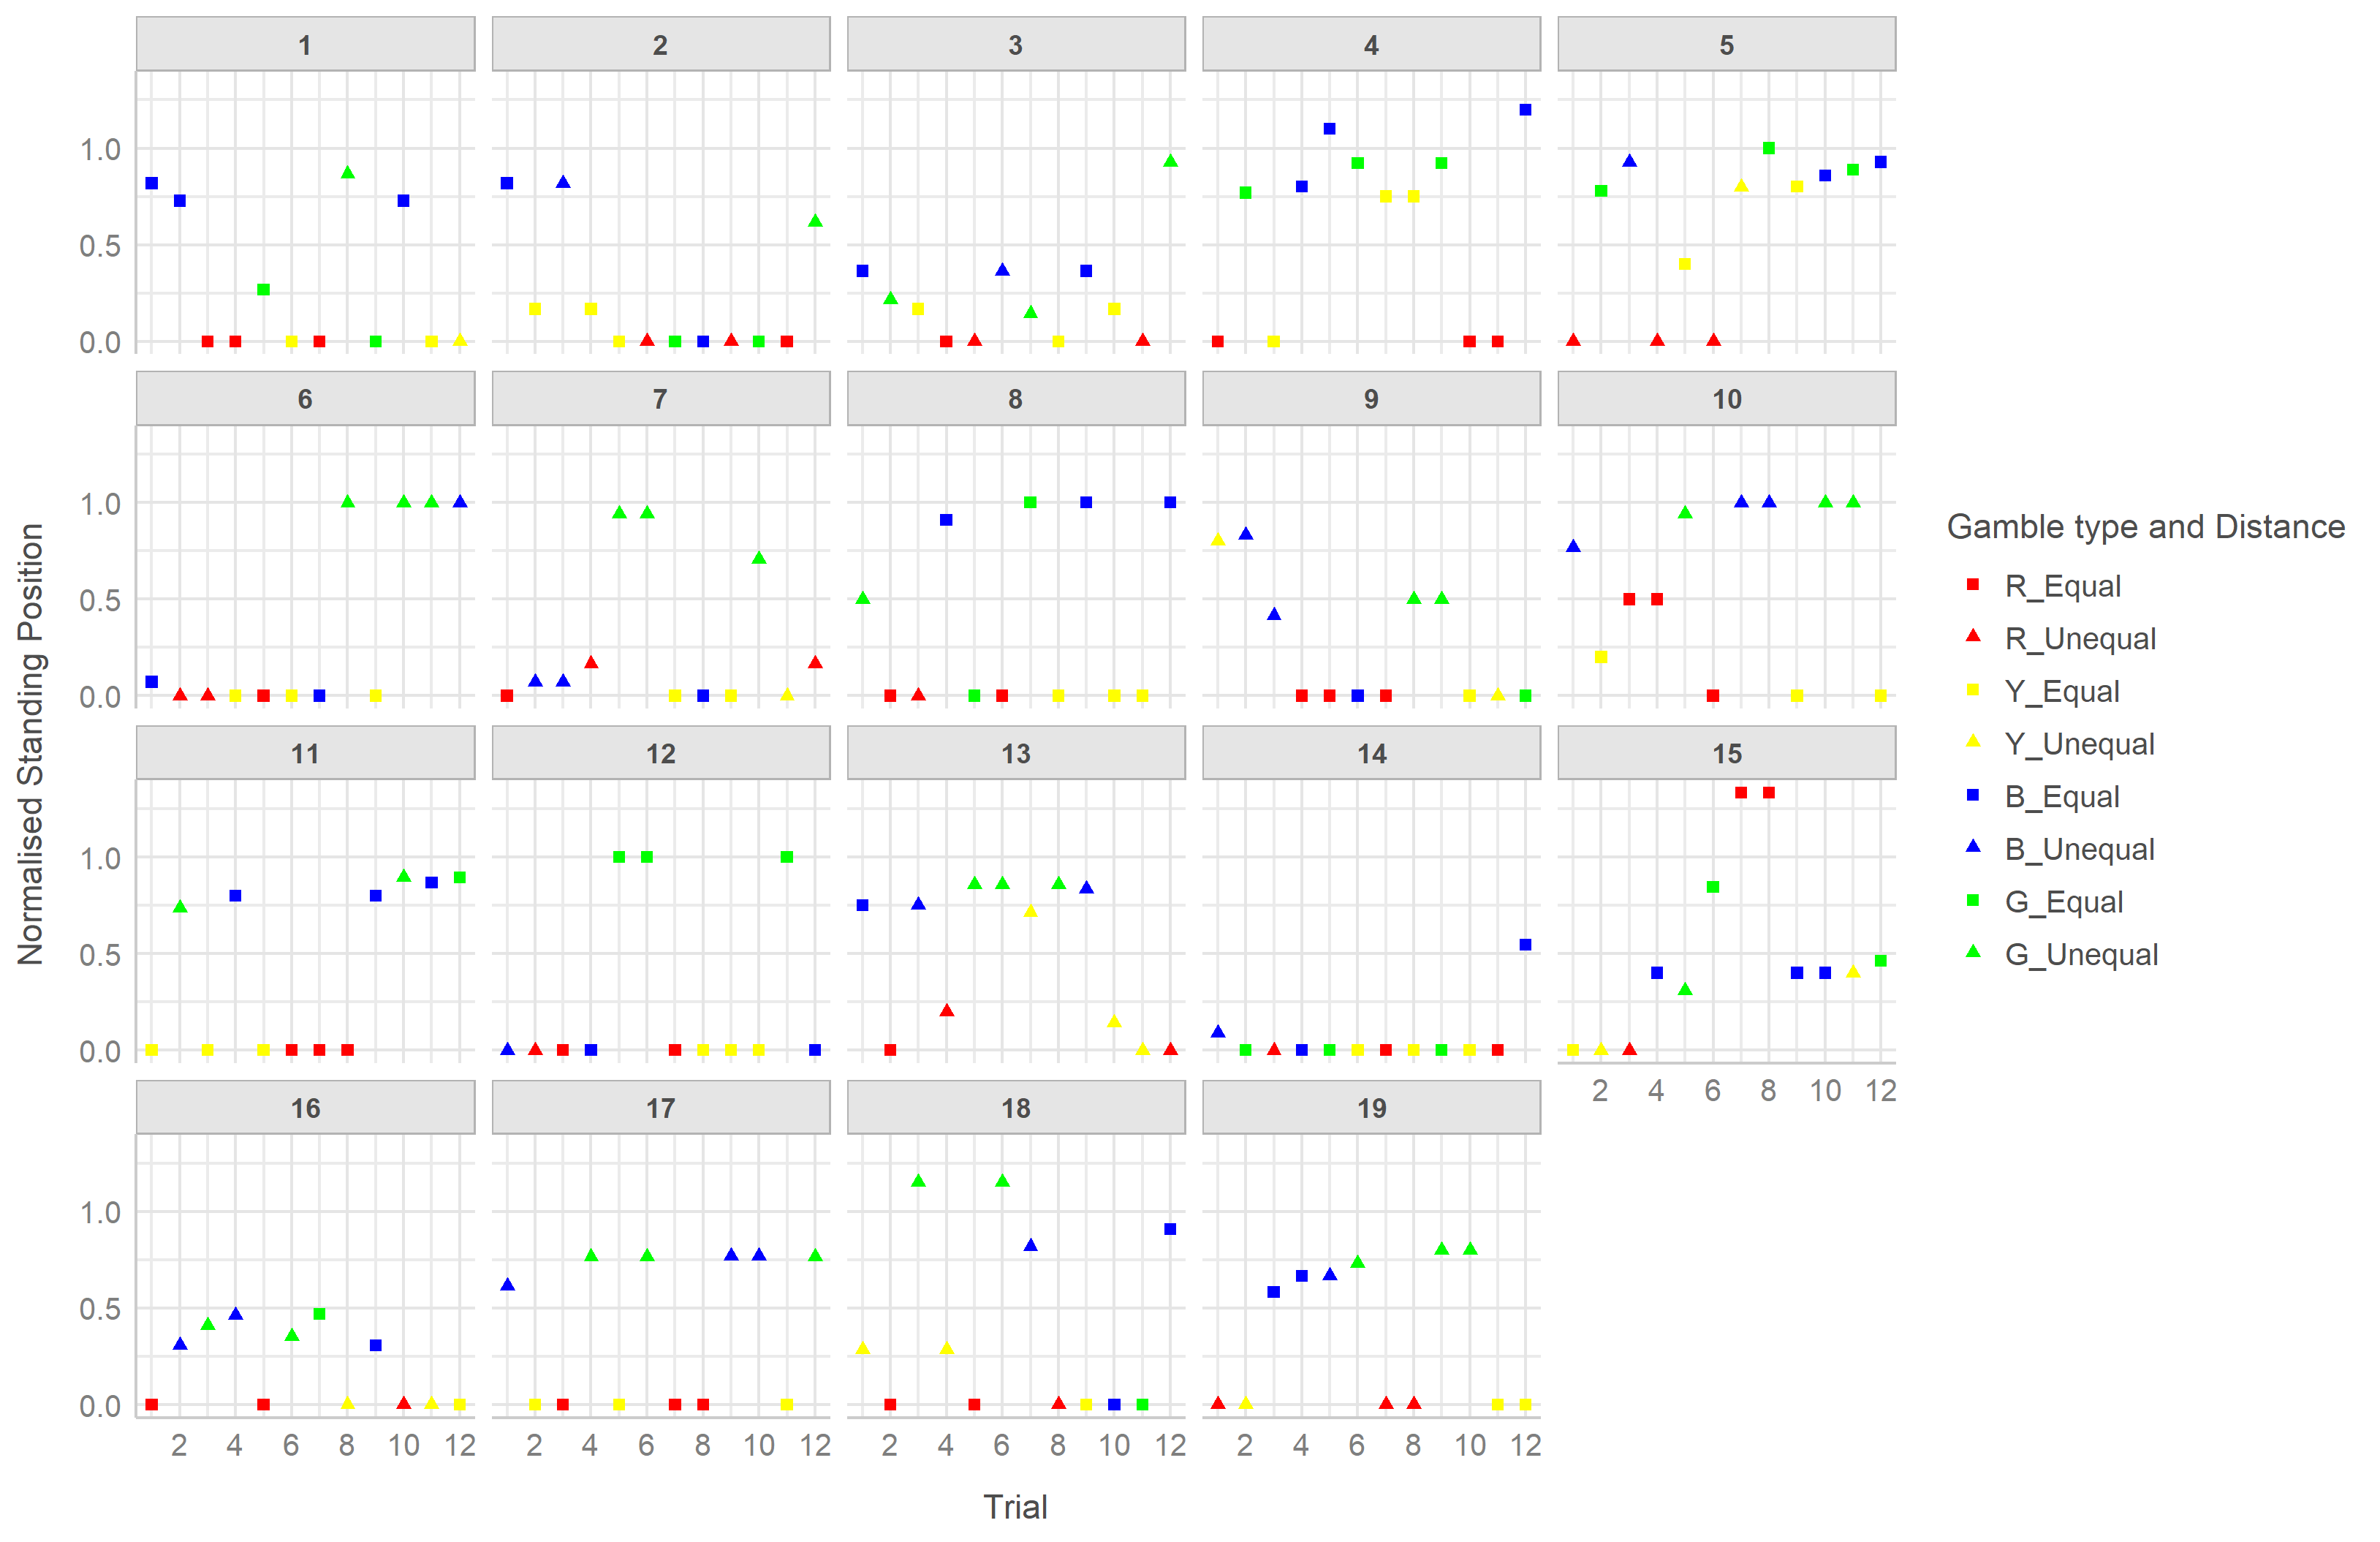 1 2 3 4 5
1.0
0.5
0.0
6 7 8 9 10
1.0
0.5
0.0
11 12 13 14 15
1.0
0.5
0.0
2 4 6 8 10 12
16 17 18 19
1.0
0.5
0.0
2 4 6 8 10 12 2 4 6 8 10 12 2 4 6 8 10 12 2 4 6 8 10 12
Trial
Normalised Standing Position
Gamble type and Distance
R_Equal
R_Unequal
Y_Equal
Y_Unequal
B_Equal
B_Unequal
G_Equal
G_Unequal